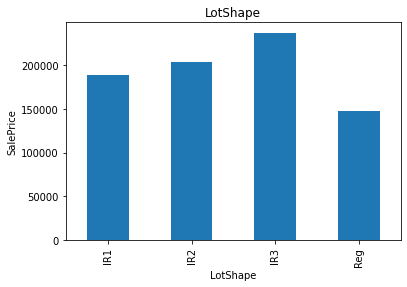 LotShape
200000
150000
100000
50000
0
SalePrice
IR1
IR2
IR3
Reg
LotShape